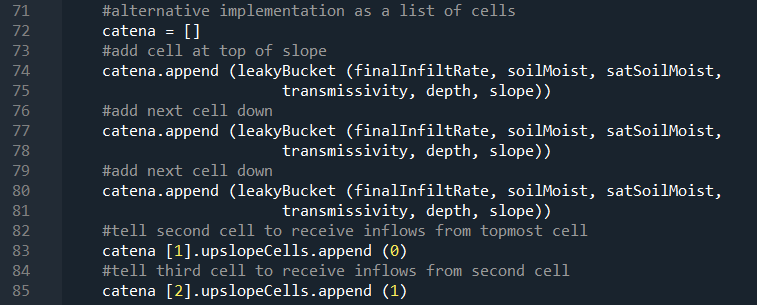 71 #alternative implementation as a list of cells
72 catena = []
73 #add cell at top of slope
74 catena.append (leakyBucket (finalInfiltRate, soilMoist, satSoilMoist,
75 transmissivity, depth, slope))
76 #add next cell down
77 catena.append (leakyBucket (finalInfiltRate, soilMoist, satSoilMoist,
78 transmissivity, depth, slope))
79 #add next cell down
80 catena.append (leakyBucket (finalInfiltRate, soilMoist, satSoilMoist,
81 transmissivity, depth, slope))
82 #tell second cell to receive inflows from topmost cell
83 catena [1].upslopeCells.append (0)
84 #tell third cell to receive inflows from second cell
85 catena [2].upslopeCells.append (1)